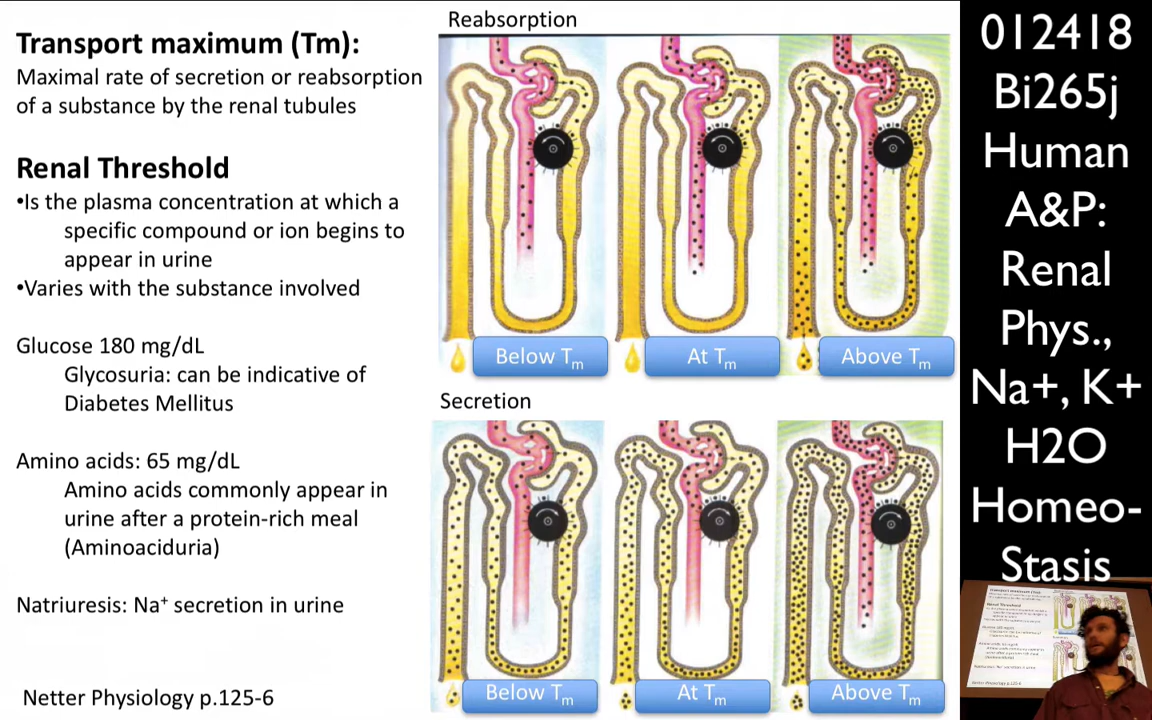 Transport maximum (Tm):
Maximal rate of secretion or reabsorption
of a substance by the renal tubules
Renal Threshold
•Is the plasma concentration at which a
specific compound or ion begins to
appear in urine
•Varies with the substance involved
Glucose 180 mg/dL
Glycosuria: can be indicative of
Diabetes Mellitus
Amino acids: 65 mg/dL
Amino acids commonly appear in
urine after a protein-rich meal
(Aminoaciduria)
Natriuresis: Na⁺ secretion in urine
Netter Physiology p.125-6
Reabsorption
Below Tm
At Tm
Above Tm
Secretion
Below Tm
At Tm
Above Tm
012418
Bi265j
Human
A&P:
Renal
Phys.,
Na+, K+
H2O
Homeo-
Stasis